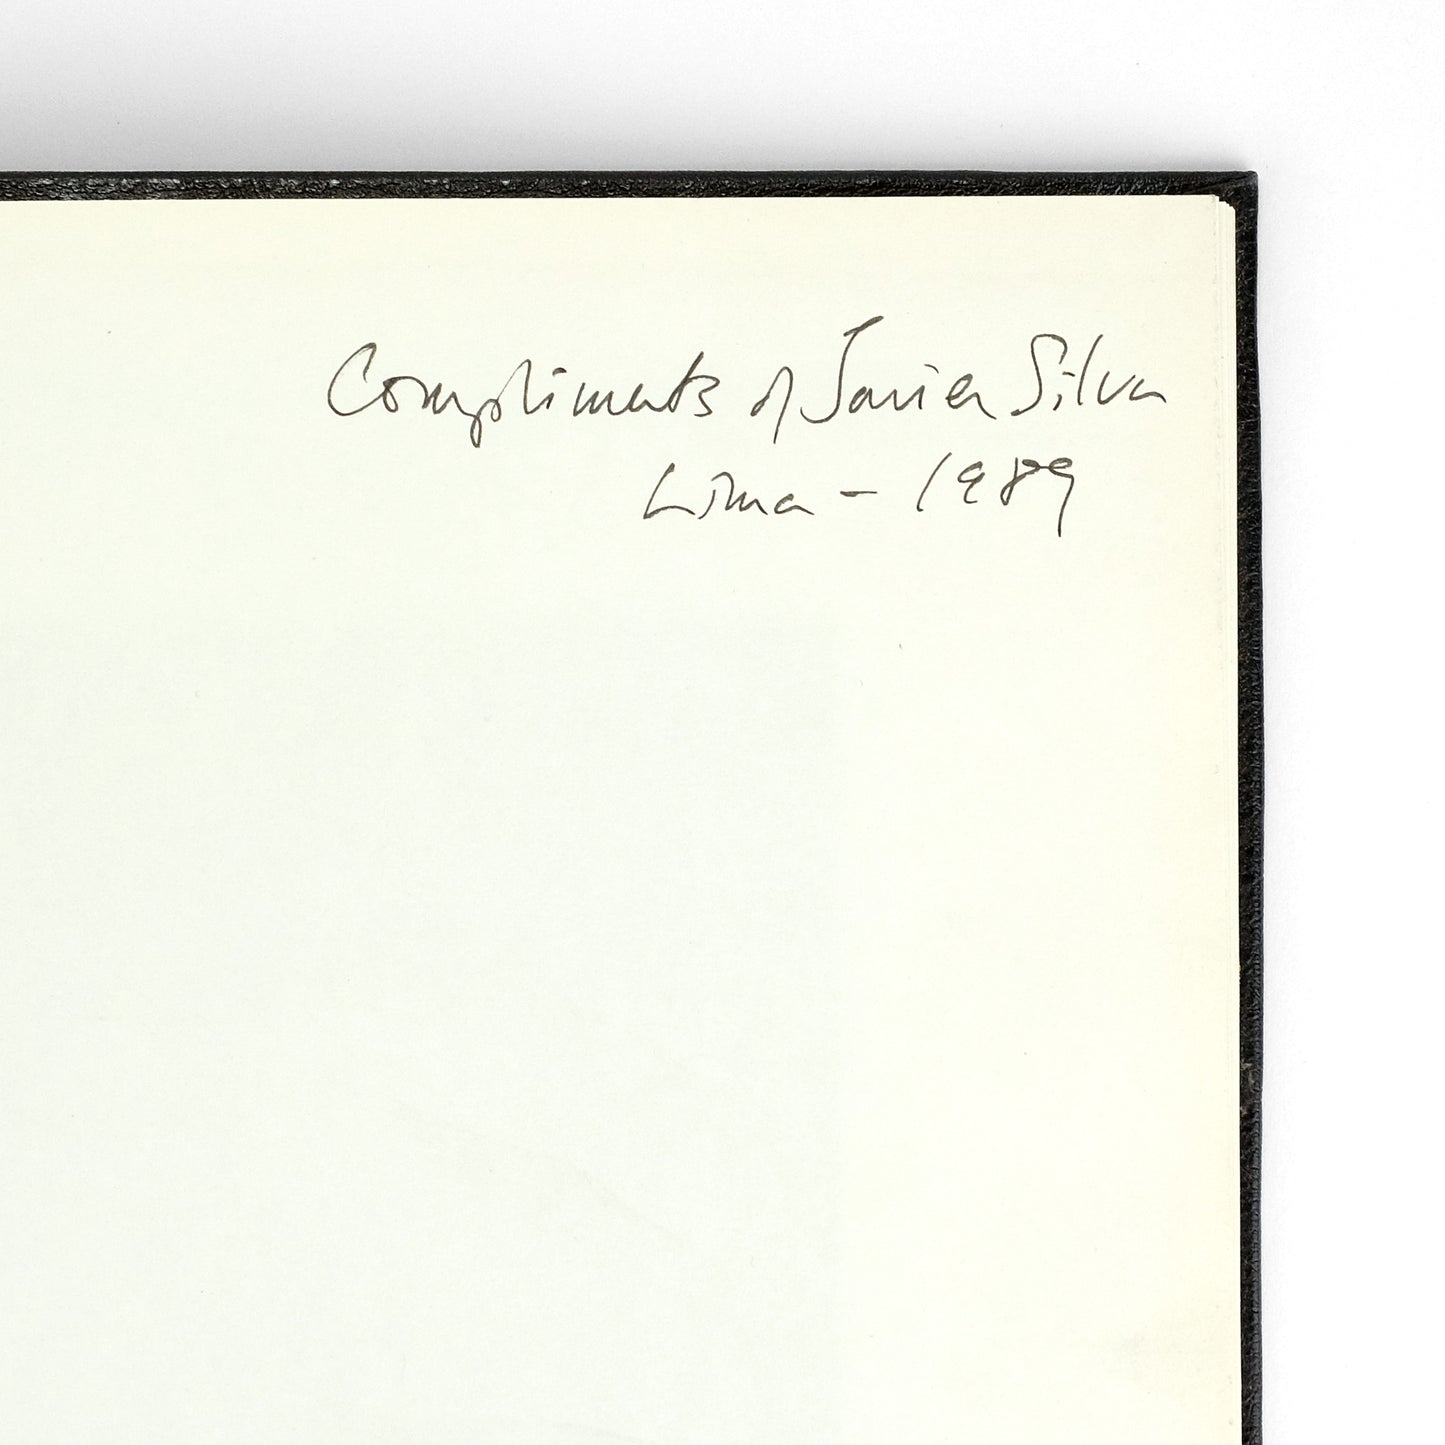 Compliments of Javier Silva
Lima - 1989